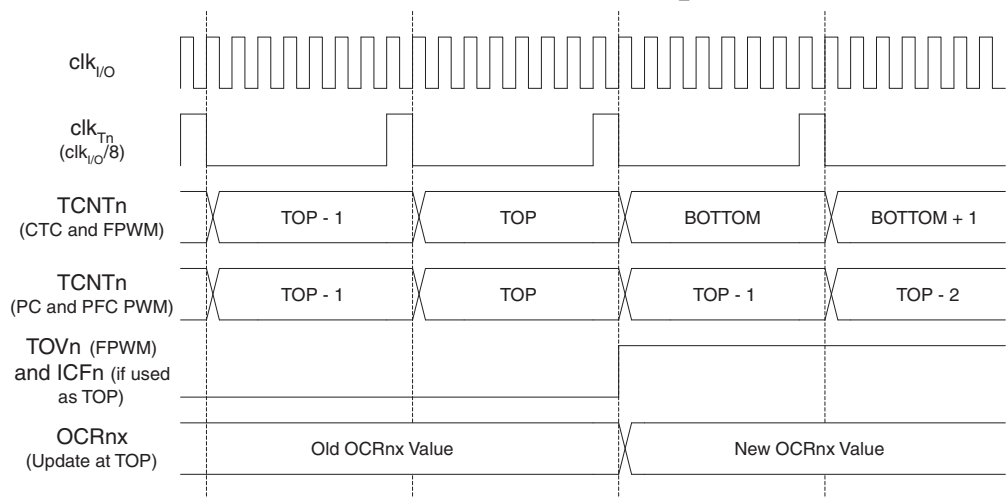 clkI/O
clkTn
(clkI/O/8)
TCNTn
(CTC and FPWM)
TOP - 1
TOP
BOTTOM
BOTTOM + 1
TCNTn
(PC and PFC PWM)
TOP - 1
TOP
TOP - 1
TOP - 2
TOVn (FPWM)
and ICFn (if used
as TOP)
OCRnx
(Update at TOP)
Old OCRnx Value
New OCRnx Value